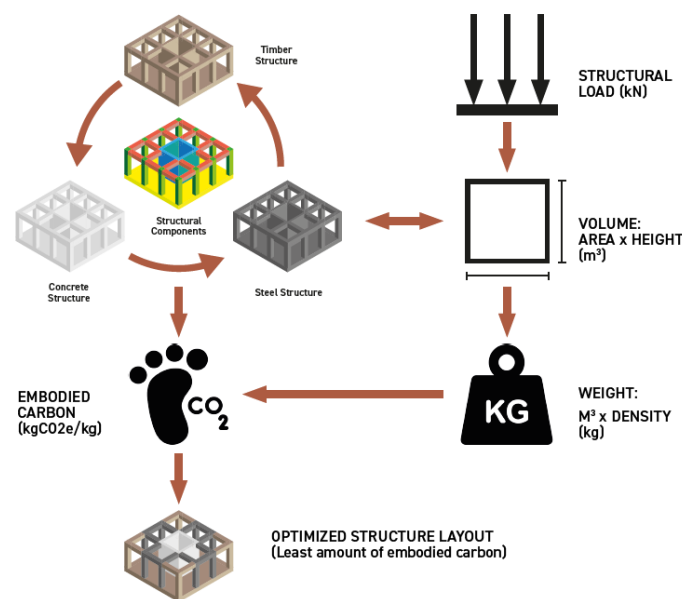 Timber
Structure
STRUCTURAL
LOAD (kN)
Structural
Components
VOLUME:
AREA x HEIGHT
(m³)
Concrete
Structure
Steel Structure
EMBODIED
CARBON
(kgCO2e/kg)
CO2
KG
WEIGHT:
M³ x DENSITY
(kg)
OPTIMIZED STRUCTURE LAYOUT
(Least amount of embodied carbon)